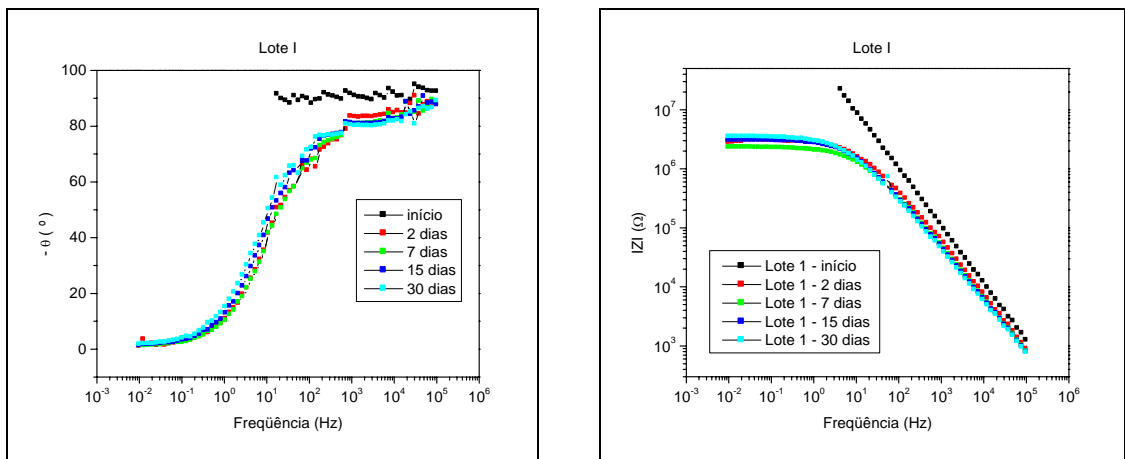 Lote I
100
80
60
40
20
0
- θ ( º )
início
2 dias
7 dias
15 dias
30 dias
10⁻³ 10⁻² 10⁻¹ 10⁰ 10¹ 10² 10³ 10⁴ 10⁵ 10⁶
Freqüência (Hz)
Lote I
10⁷
10⁶
10⁵
10⁴
10³
IZI (Ω)
Lote 1 - início
Lote 1 - 2 dias
Lote 1 - 7 dias
Lote 1 - 15 dias
Lote 1 - 30 dias
10⁻³ 10⁻² 10⁻¹ 10⁰ 10¹ 10² 10³ 10⁴ 10⁵ 10⁶
Freqüência (Hz)